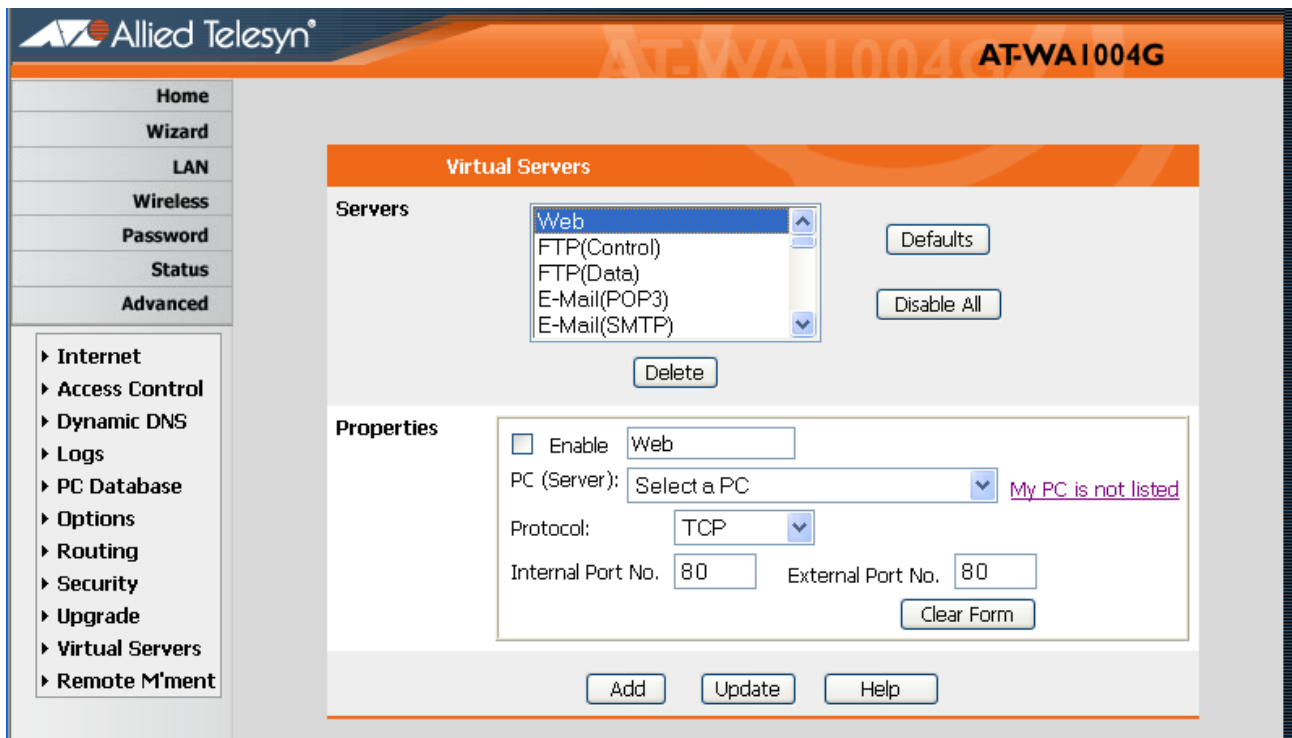 Allied Telesyn®
AT-WA1004G
AT-WA1004G
Home
Wizard
LAN
Wireless
Password
Status
Advanced
Internet
Access Control
Dynamic DNS
Logs
PC Database
Options
Routing
Security
Upgrade
Virtual Servers
Remote M'ment
Virtual Servers
Servers
Web
FTP(Control)
FTP(Data)
E-Mail(POP3)
E-Mail(SMTP)
Defaults
Disable All
Delete
Properties
Enable Web
PC (Server): Select a PC My PC is not listed
Protocol: TCP
Internal Port No. 80 External Port No. 80
Clear Form
Add Update Help